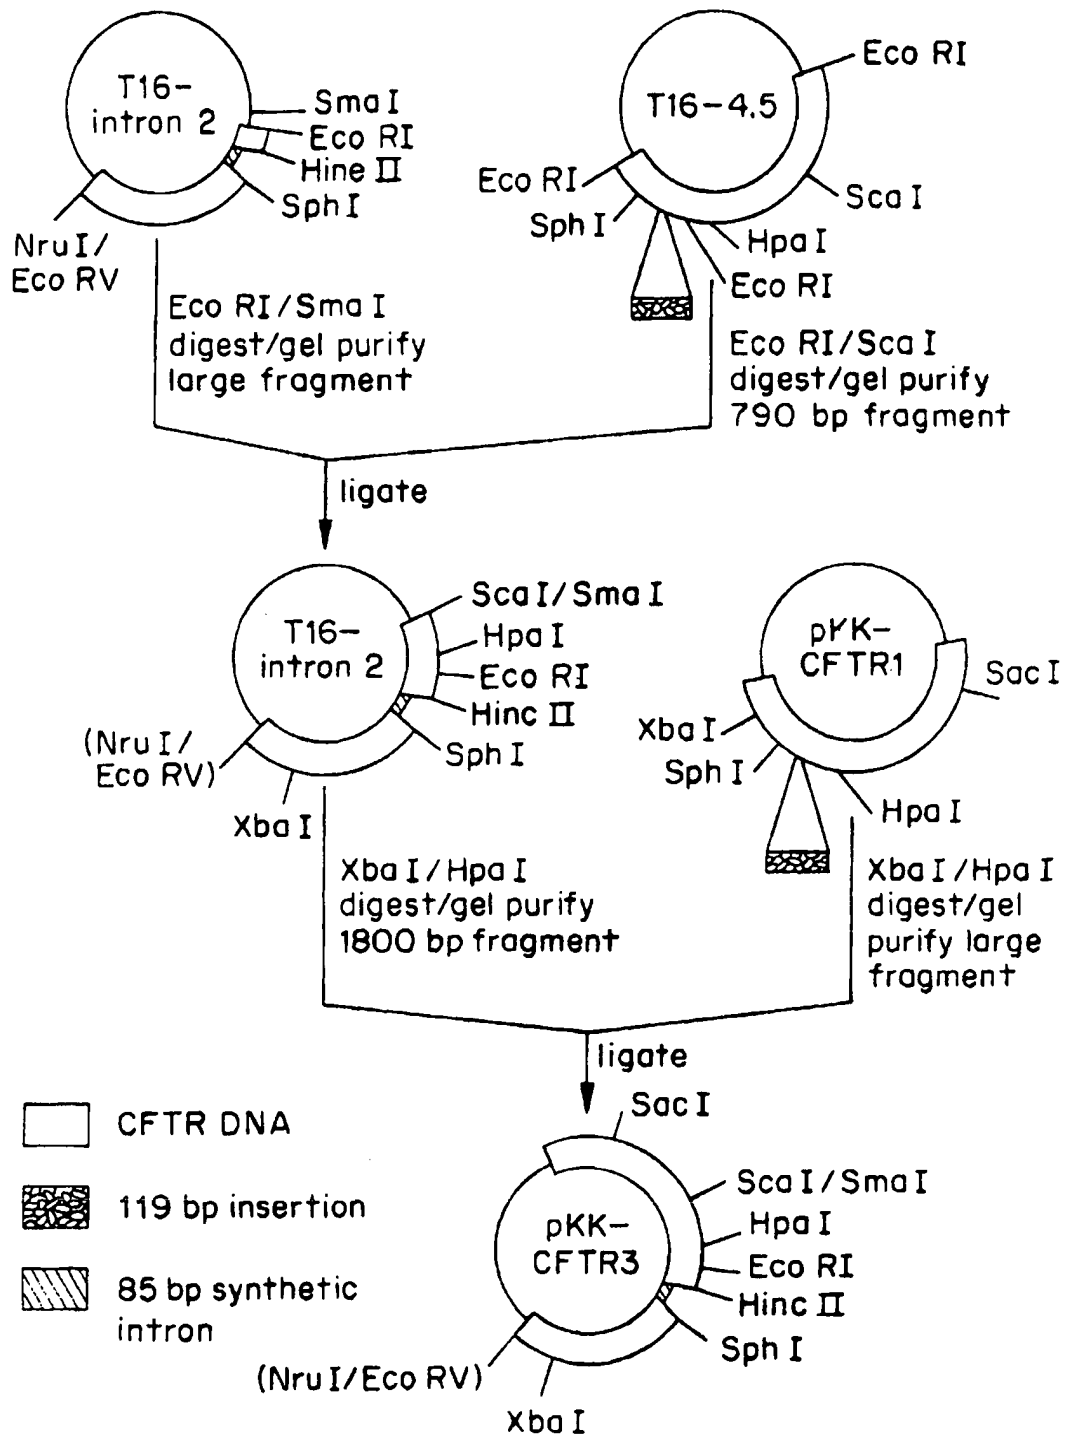 T16-
intron 2
Sma I
Eco RI
Hine II
Sph I
Nru I/
Eco RV
T16-4.5
Eco RI
Eco RI
Sph I
Sca I
Hpa I
Eco RI
Eco RI/Sma I
digest/gel purify
large fragment
Eco RI/Sca I
digest/gel purify
790 bp fragment
ligate
T16-
intron 2
Sca I/Sma I
Hpa I
Eco RI
Hinc II
Sph I
(Nru I/
Eco RV)
Xba I
pKK-
CFTR1
Sac I
Xba I
Sph I
Hpa I
Xba I/Hpa I
digest/gel purify
1800 bp fragment
Xba I/Hpa I
digest/gel
purify large
fragment
ligate
CFTR DNA
119 bp insertion
85 bp synthetic
intron
pKK-
CFTR3
Sac I
Sca I/Sma I
Hpa I
Eco RI
Hinc II
Sph I
(Nru I/Eco RV)
Xba I